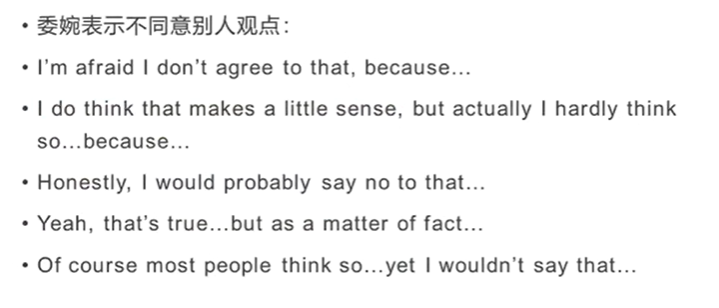 • 委婉表示不同意别人观点：
• I'm afraid I don't agree to that, because...
• I do think that makes a little sense, but actually I hardly think
so...because...
• Honestly, I would probably say no to that...
• Yeah, that's true...but as a matter of fact...
• Of course most people think so...yet I wouldn't say that...